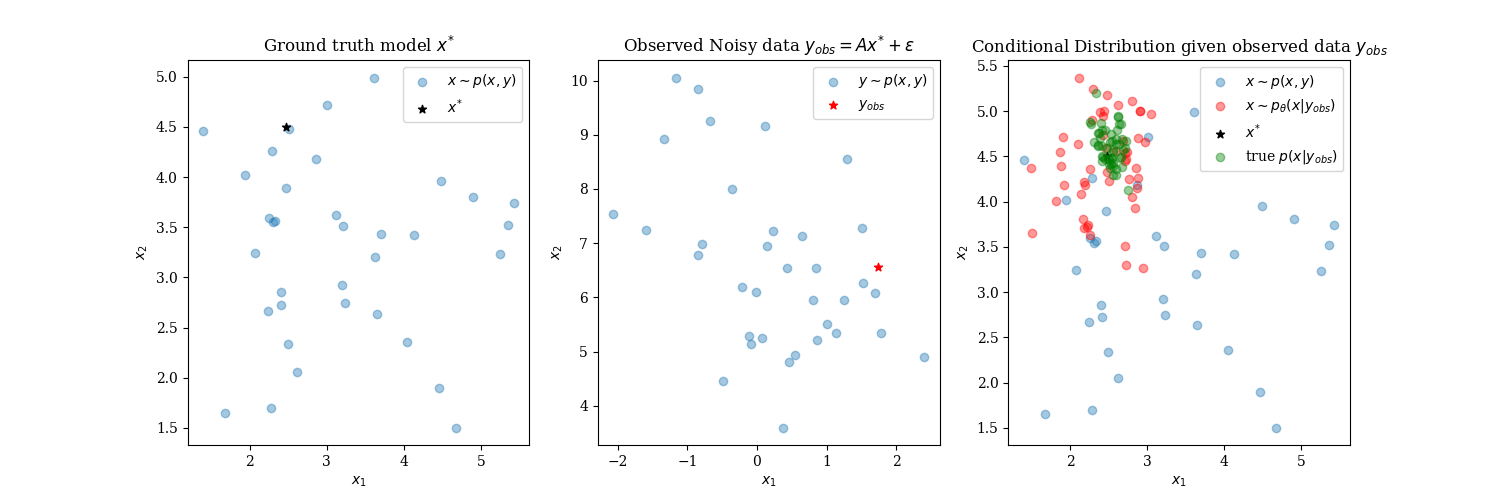 Ground truth model x*
x ~ p(x, y)
x*
5.0
4.5
4.0
3.5
3.0
2.5
2.0
1.5
x₂
2 3 4 5
x₁
Observed Noisy data y_obs = Ax* + ε
y ~ p(x, y)
y_obs
10
9
8
7
6
5
4
x₂
−2 −1 0 1 2
x₁
Conditional Distribution given observed data y_obs
x ~ p(x, y)
x ~ p_θ(x|y_obs)
x*
true p(x|y_obs)
5.5
5.0
4.5
4.0
3.5
3.0
2.5
2.0
1.5
x₂
2 3 4 5
x₁